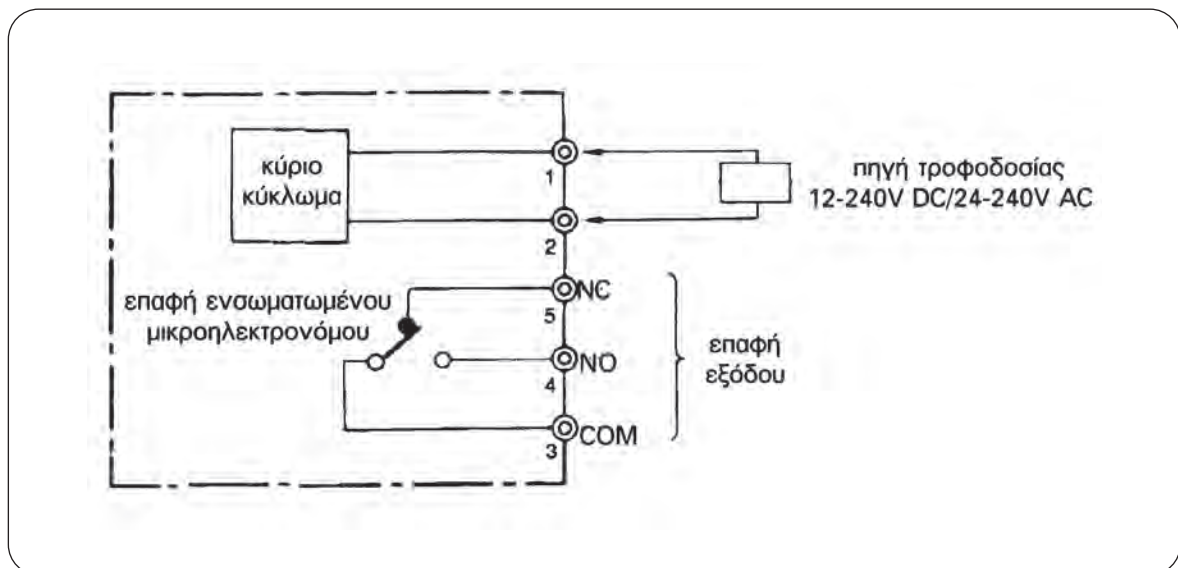 κύριο
κύκλωμα
1
2
πηγή τροφοδοσίας
12-240V DC/24-240V AC
επαφή ενσωματωμένου
μικροηλεκτρονόμου
NC
5
NO
4
COM
3
επαφή
εξόδου